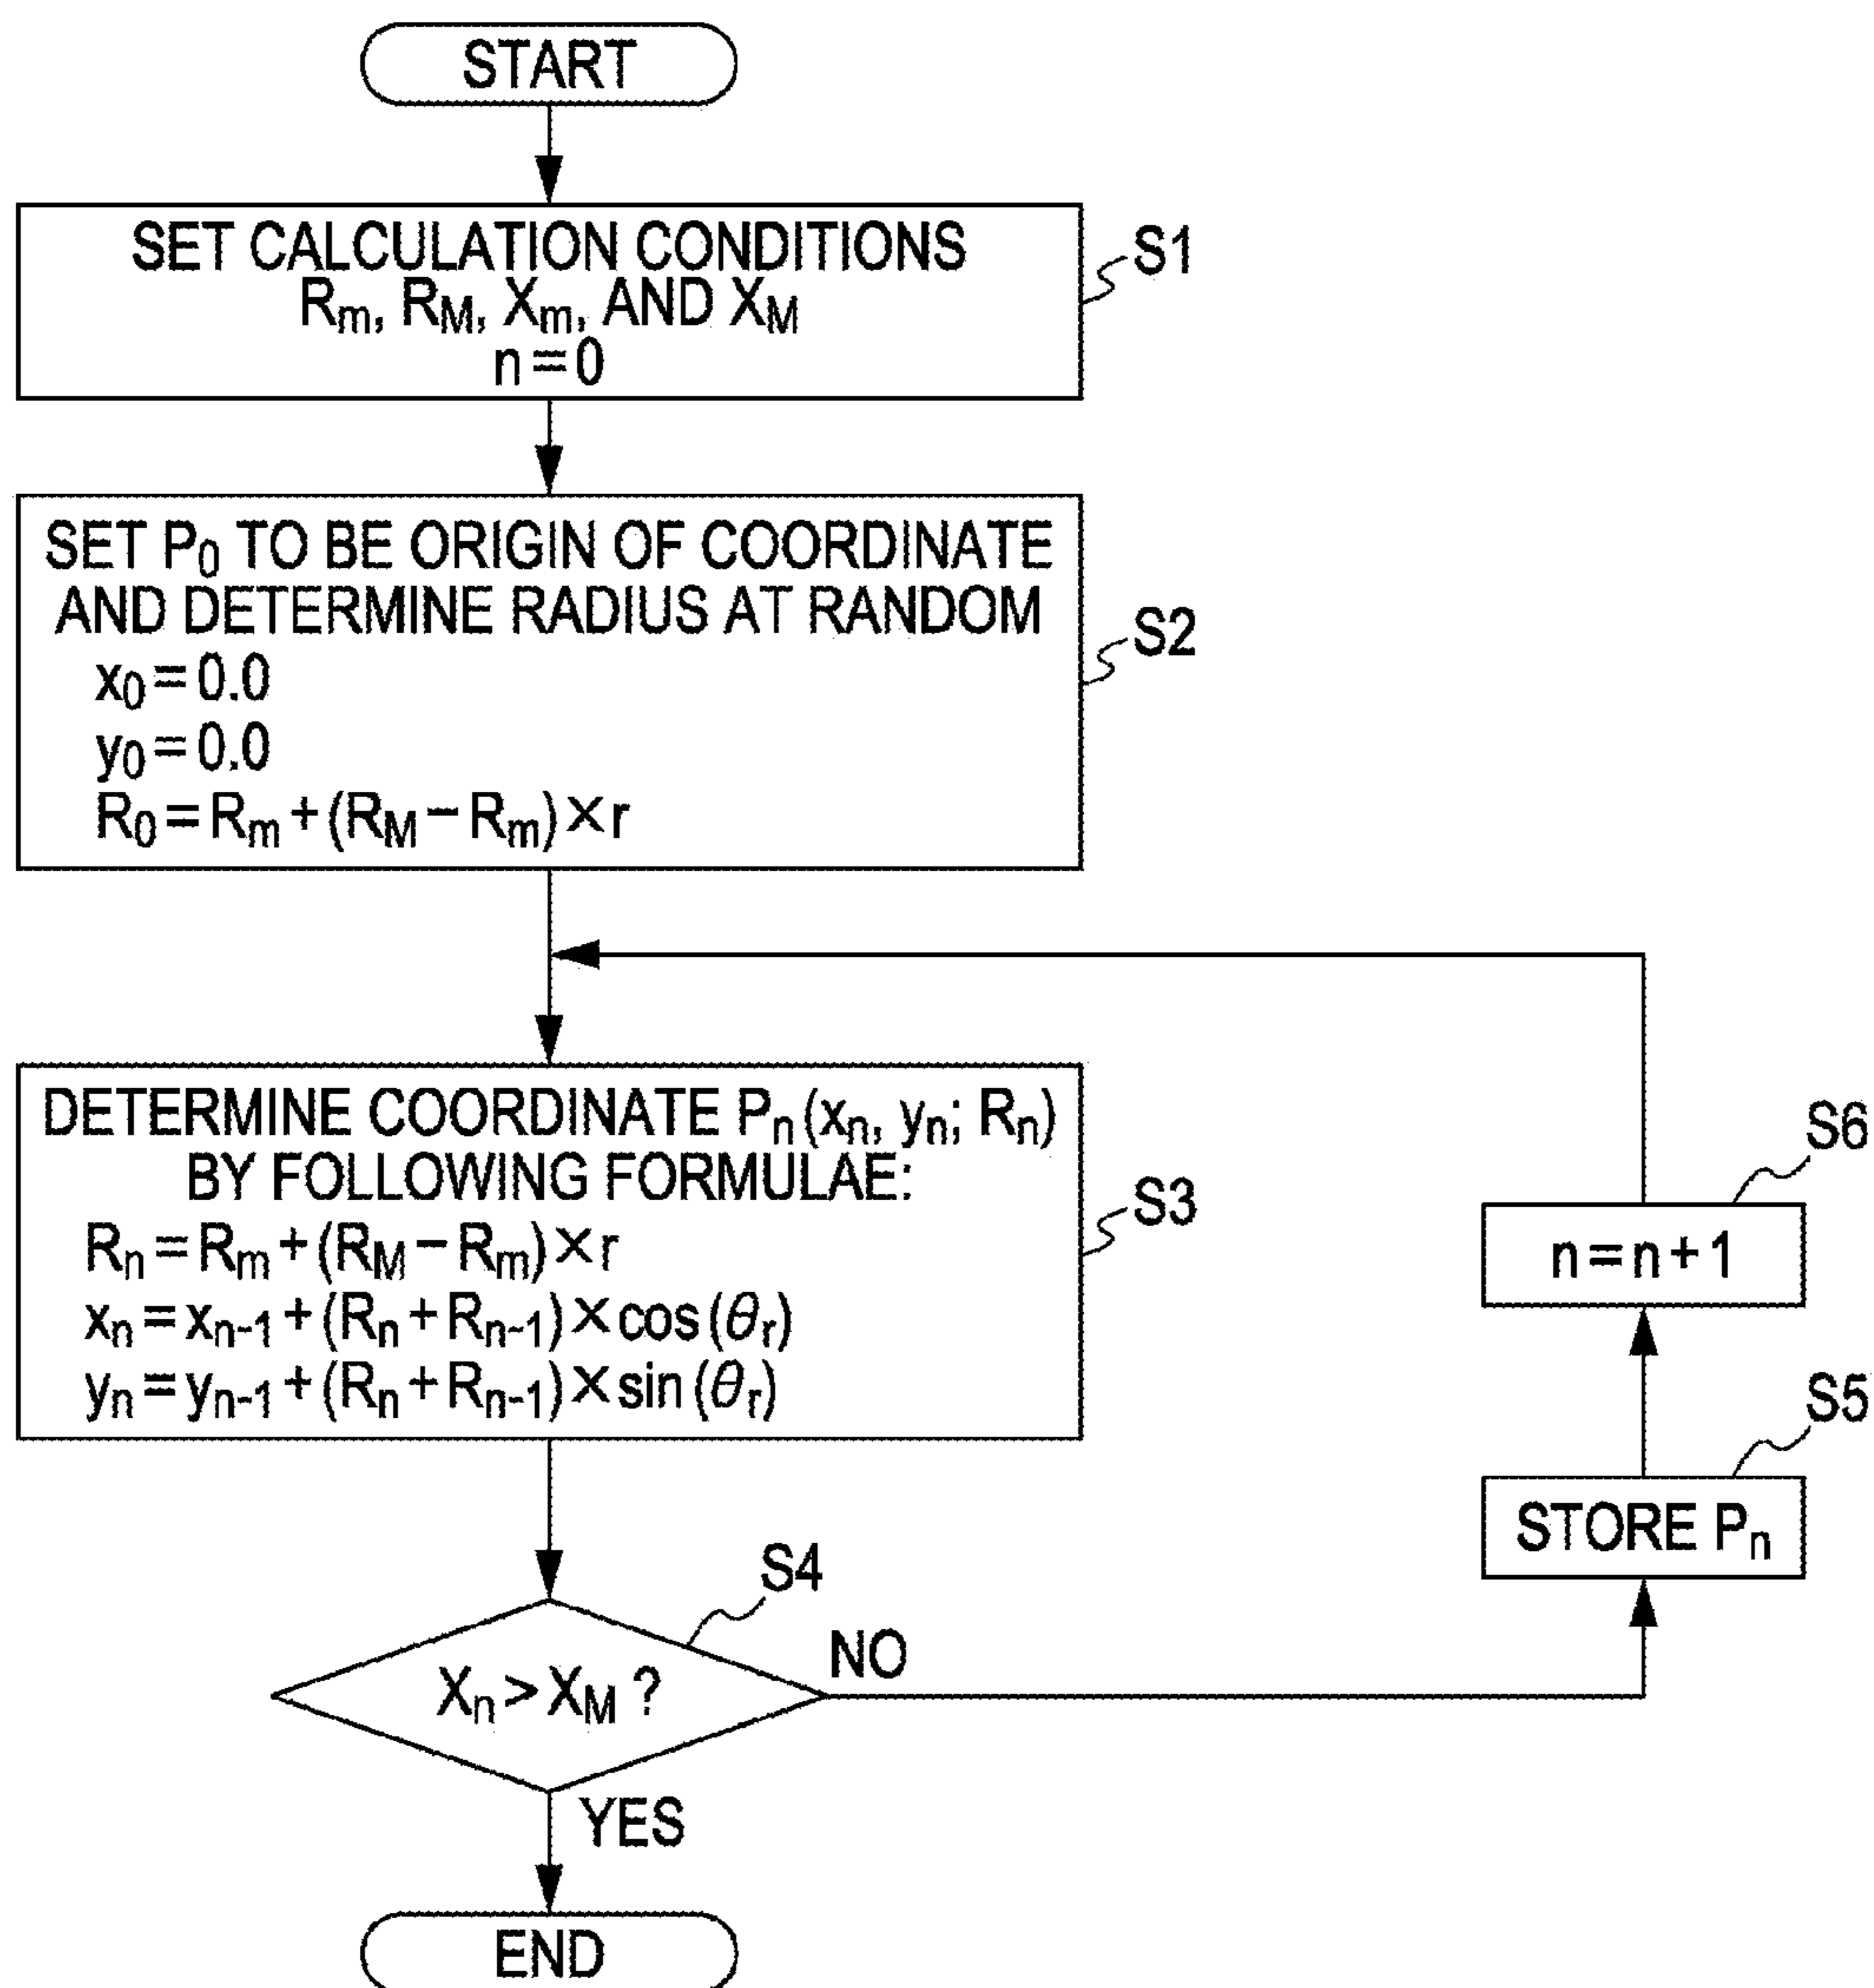 START
SET CALCULATION CONDITIONS
Rm, RM, Xm, AND XM
n=0
S1
SET P0 TO BE ORIGIN OF COORDINATE
AND DETERMINE RADIUS AT RANDOM
x0=0.0
y0=0.0
R0=Rm+(RM−Rm)×r
S2
DETERMINE COORDINATE Pn(xn, yn; Rn)
BY FOLLOWING FORMULAE:
Rn=Rm+(RM−Rm)×r
xn=xn-1+(Rn+Rn-1)×cos(θr)
yn=yn-1+(Rn+Rn-1)×sin(θr)
S3
S4
Xn>XM?
NO
YES
END
STORE Pn
S5
n=n+1
S6